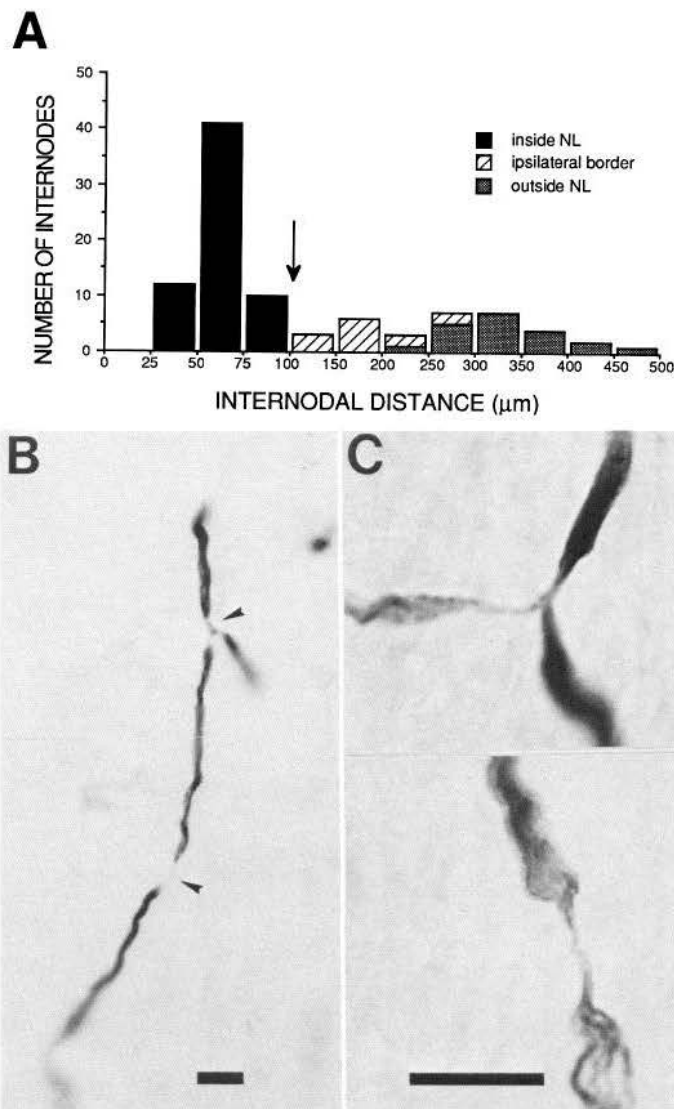 A
NUMBER OF INTERNODES
50
40
30
20
10
0
inside NL
ipsilateral border
outside NL
0 25 50 75 100 150 200 250 300 350 400 450 500
INTERNODAL DISTANCE (μm)
B
C